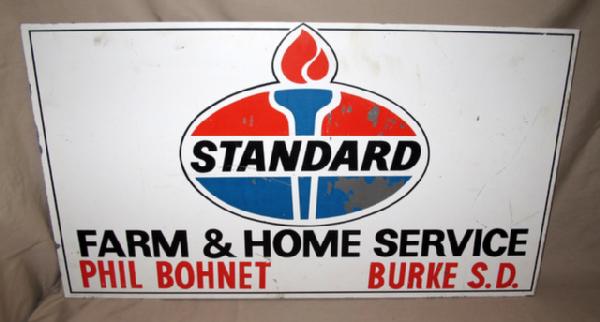 STANDARD
FARM & HOME SERVICE
PHIL BOHNET BURKE S.D.